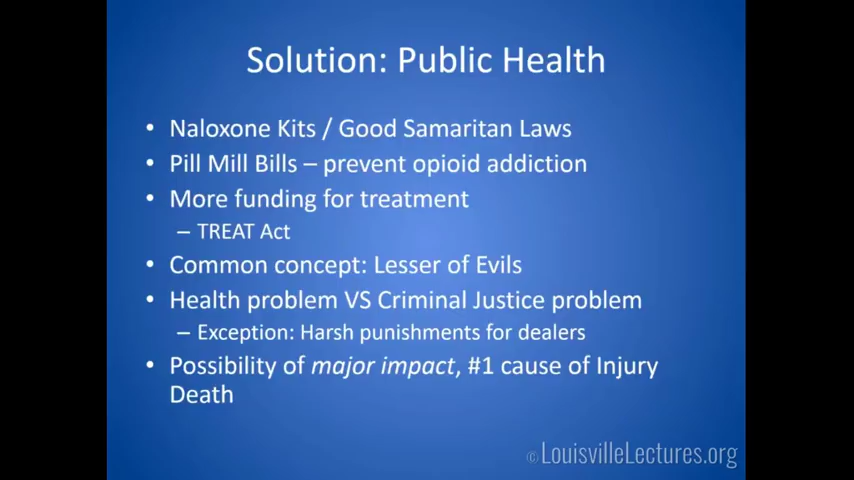 Solution: Public Health
• Naloxone Kits / Good Samaritan Laws
• Pill Mill Bills – prevent opioid addiction
• More funding for treatment
– TREAT Act
• Common concept: Lesser of Evils
• Health problem VS Criminal Justice problem
– Exception: Harsh punishments for dealers
• Possibility of major impact, #1 cause of Injury
Death
© LouisvilleLectures.org